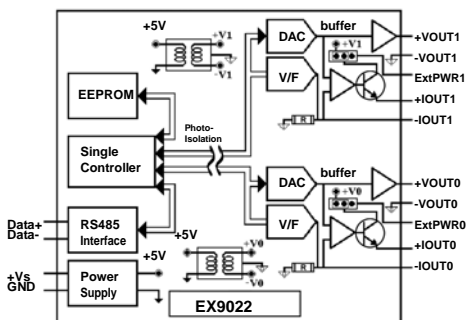 +5V
+V1
-V1
DAC
buffer
+VOUT1
-VOUT1
+V1
ExtPWR1
V/F
+IOUT1
R
-IOUT1
EEPROM
Photo-
Isolation
Single
Controller
DAC
buffer
+VOUT0
-VOUT0
+V0
ExtPWR0
V/F
+IOUT0
R
-IOUT0
Data+
Data-
RS485
Interface
+5V
+V0
-V0
+Vs
GND
Power
Supply
+5V
EX9022